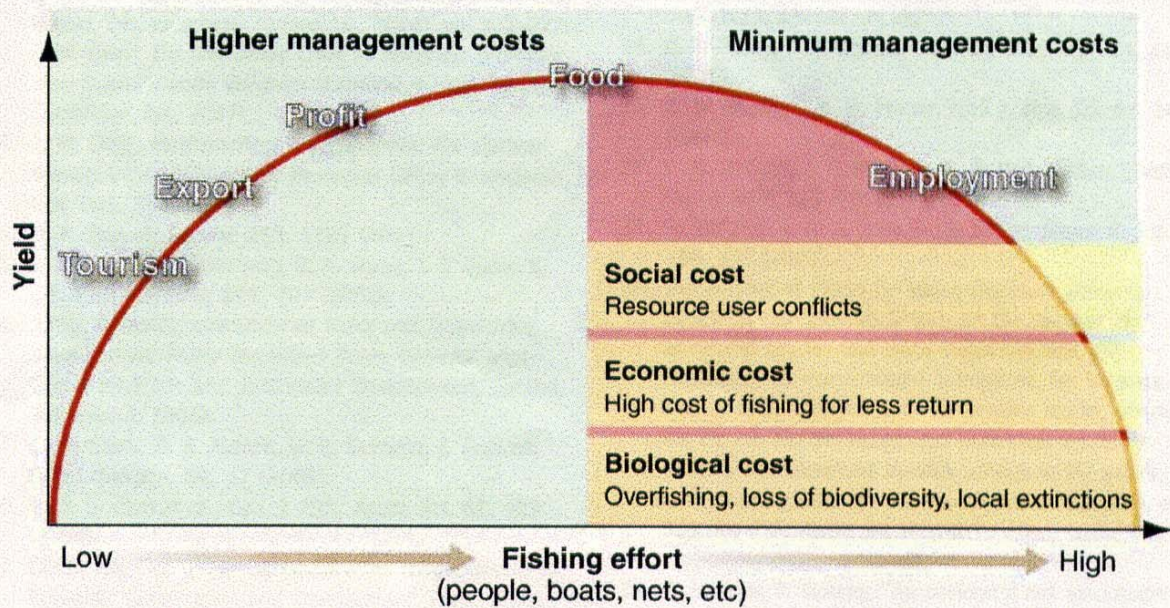 Higher management costs
Minimum management costs
Food
Profit
Export
Employment
Tourism
Yield
Social cost
Resource user conflicts
Economic cost
High cost of fishing for less return
Biological cost
Overfishing, loss of biodiversity, local extinctions
Low
Fishing effort
High
(people, boats, nets, etc)